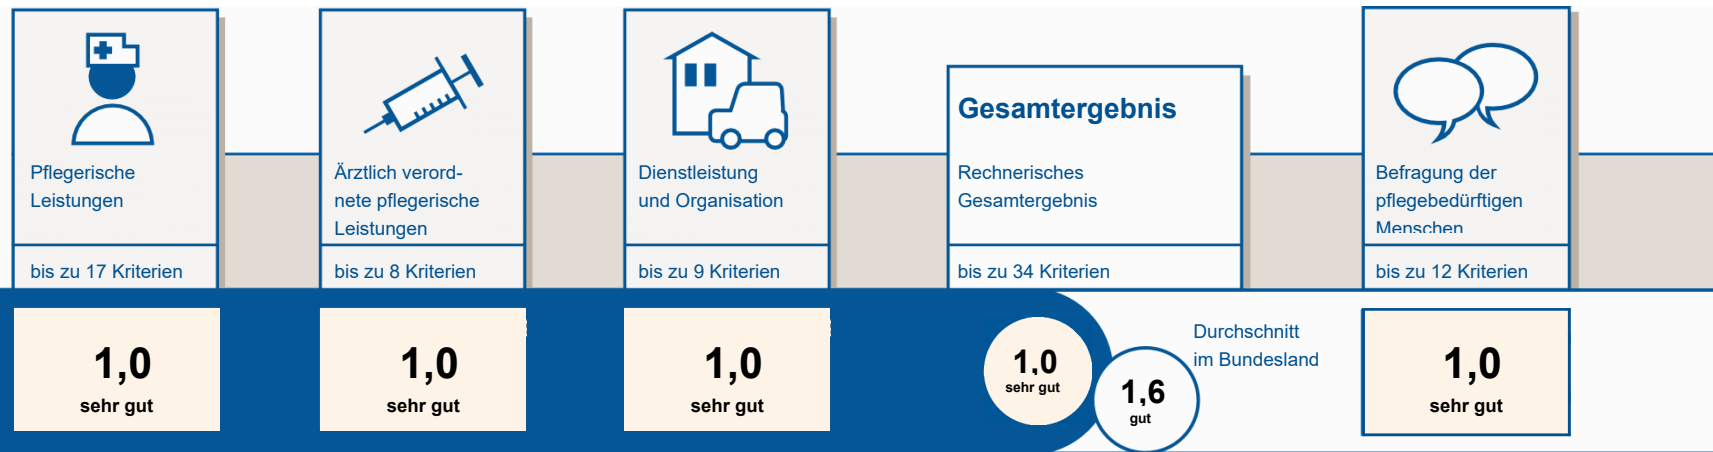 Pflegerische
Leistungen
bis zu 17 Kriterien
1,0
sehr gut
Ärztlich verord-
nete pflegerische
Leistungen
bis zu 8 Kriterien
1,0
sehr gut
Dienstleistung
und Organisation
bis zu 9 Kriterien
1,0
sehr gut
Gesamtergebnis
Rechnerisches
Gesamtergebnis
bis zu 34 Kriterien
1,0
sehr gut
1,6
gut
Durchschnitt
im Bundesland
Befragung der
pflegebedürftigen
Menschen
bis zu 12 Kriterien
1,0
sehr gut